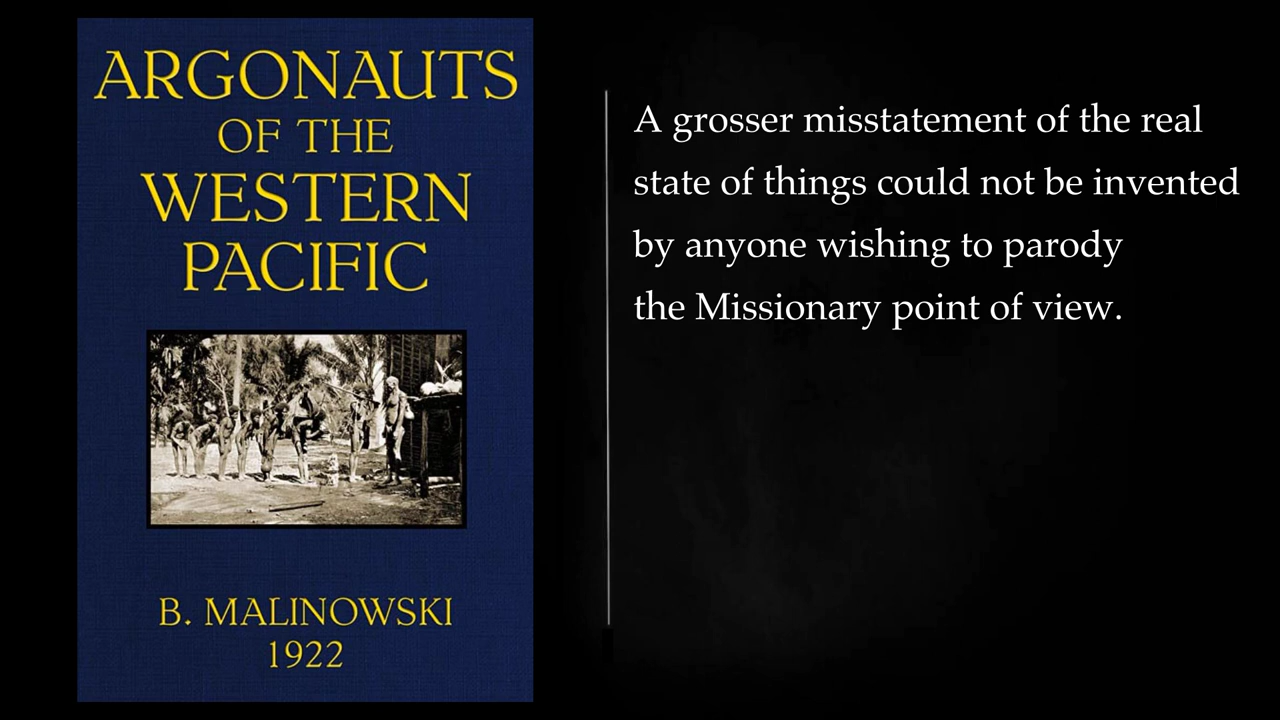 ARGONAUTS
OF THE
WESTERN
PACIFIC
B. MALINOWSKI
1922
A grosser misstatement of the real
state of things could not be invented
by anyone wishing to parody
the Missionary point of view.